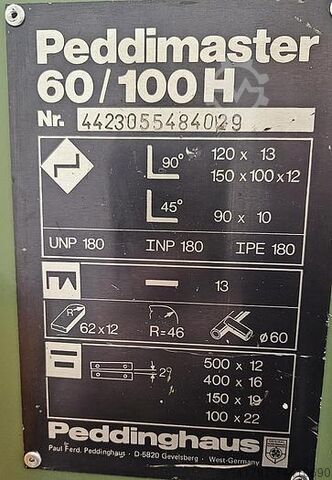 Peddimaster
60/100H
Nr. 4423055484029
90° 120 x 13
150 x 100 x 12
45° 90 x 10
UNP 180 INP 180 IPE 180
13
R
62 x 12 R=46 ø60
29 500 x 12
400 x 16
150 x 19
100 x 22
Peddinghaus
Paul Ferd. Peddinghaus · D-5820 Gevelsberg · West-Germany